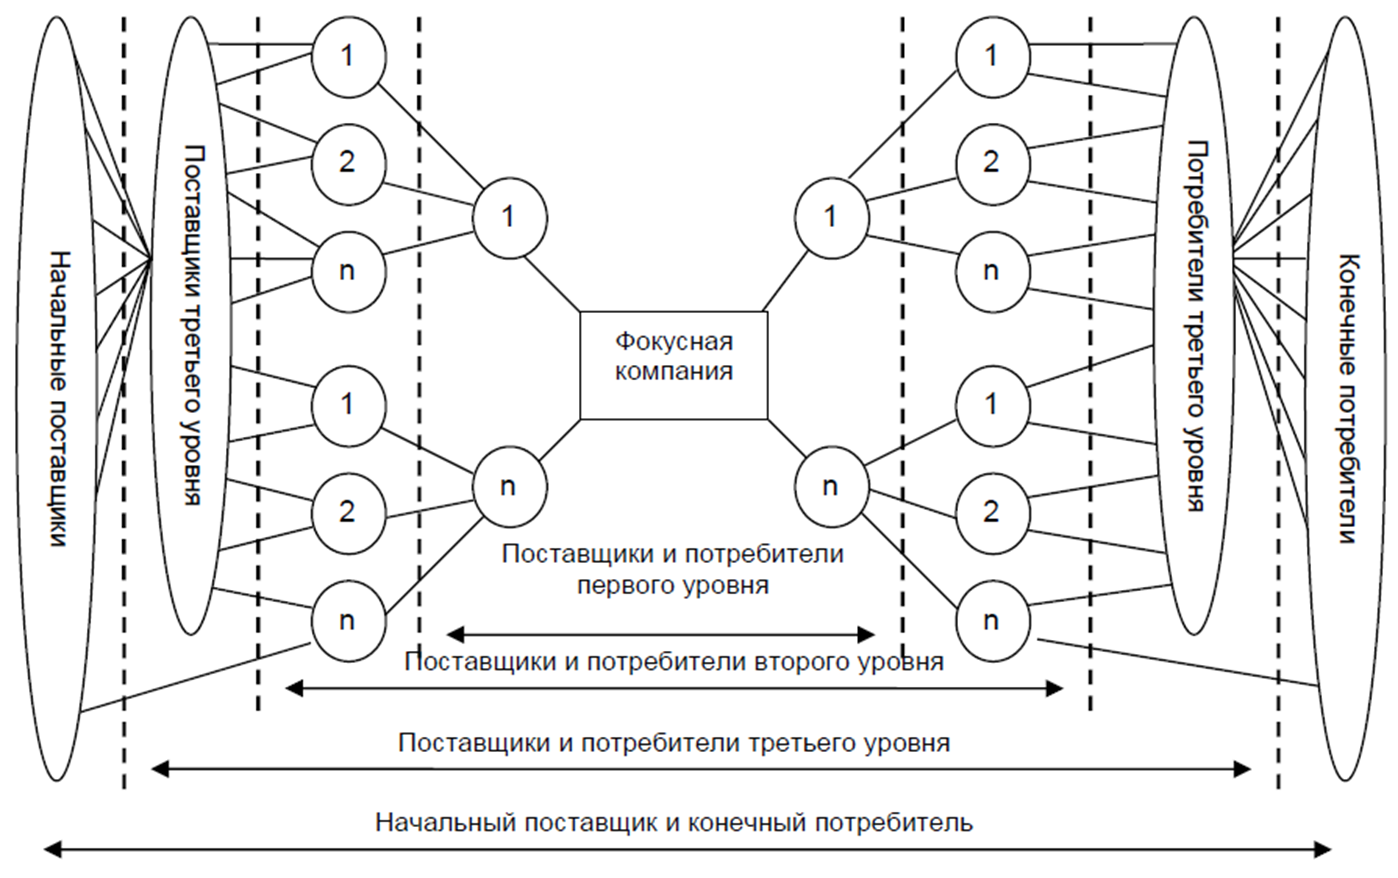 Начальные поставщики
Поставщики третьего уровня
1
2
n
1
2
n
1
n
Фокусная
компания
1
n
1
2
n
1
2
n
Потребители третьего уровня
Конечные потребители
Поставщики и потребители
первого уровня
Поставщики и потребители второго уровня
Поставщики и потребители третьего уровня
Начальный поставщик и конечный потребитель